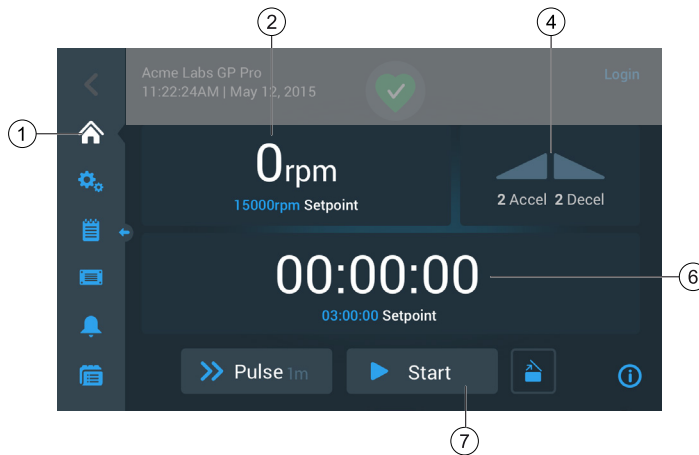 2
4
Acme Labs GP Pro
Login
11:22:24AM | May 12, 2015
1
0rpm
15000rpm Setpoint
2 Accel 2 Decel
00:00:00
6
03:00:00 Setpoint
Pulse 1m
Start
7